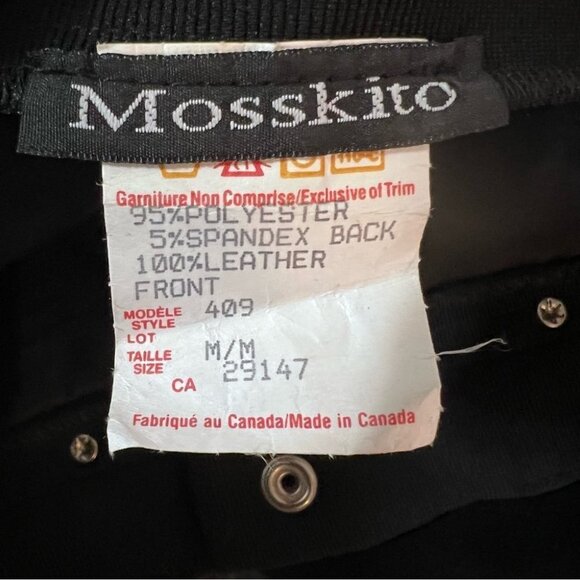 Mosskito
Garniture Non Comprise/Exclusive of Trim
95%POLYESTER
5%SPANDEX BACK
100%LEATHER
FRONT
MODÈLE
STYLE 409
LOT
TAILLE M/M
SIZE
CA 29147
Fabriqué au Canada/Made in Canada